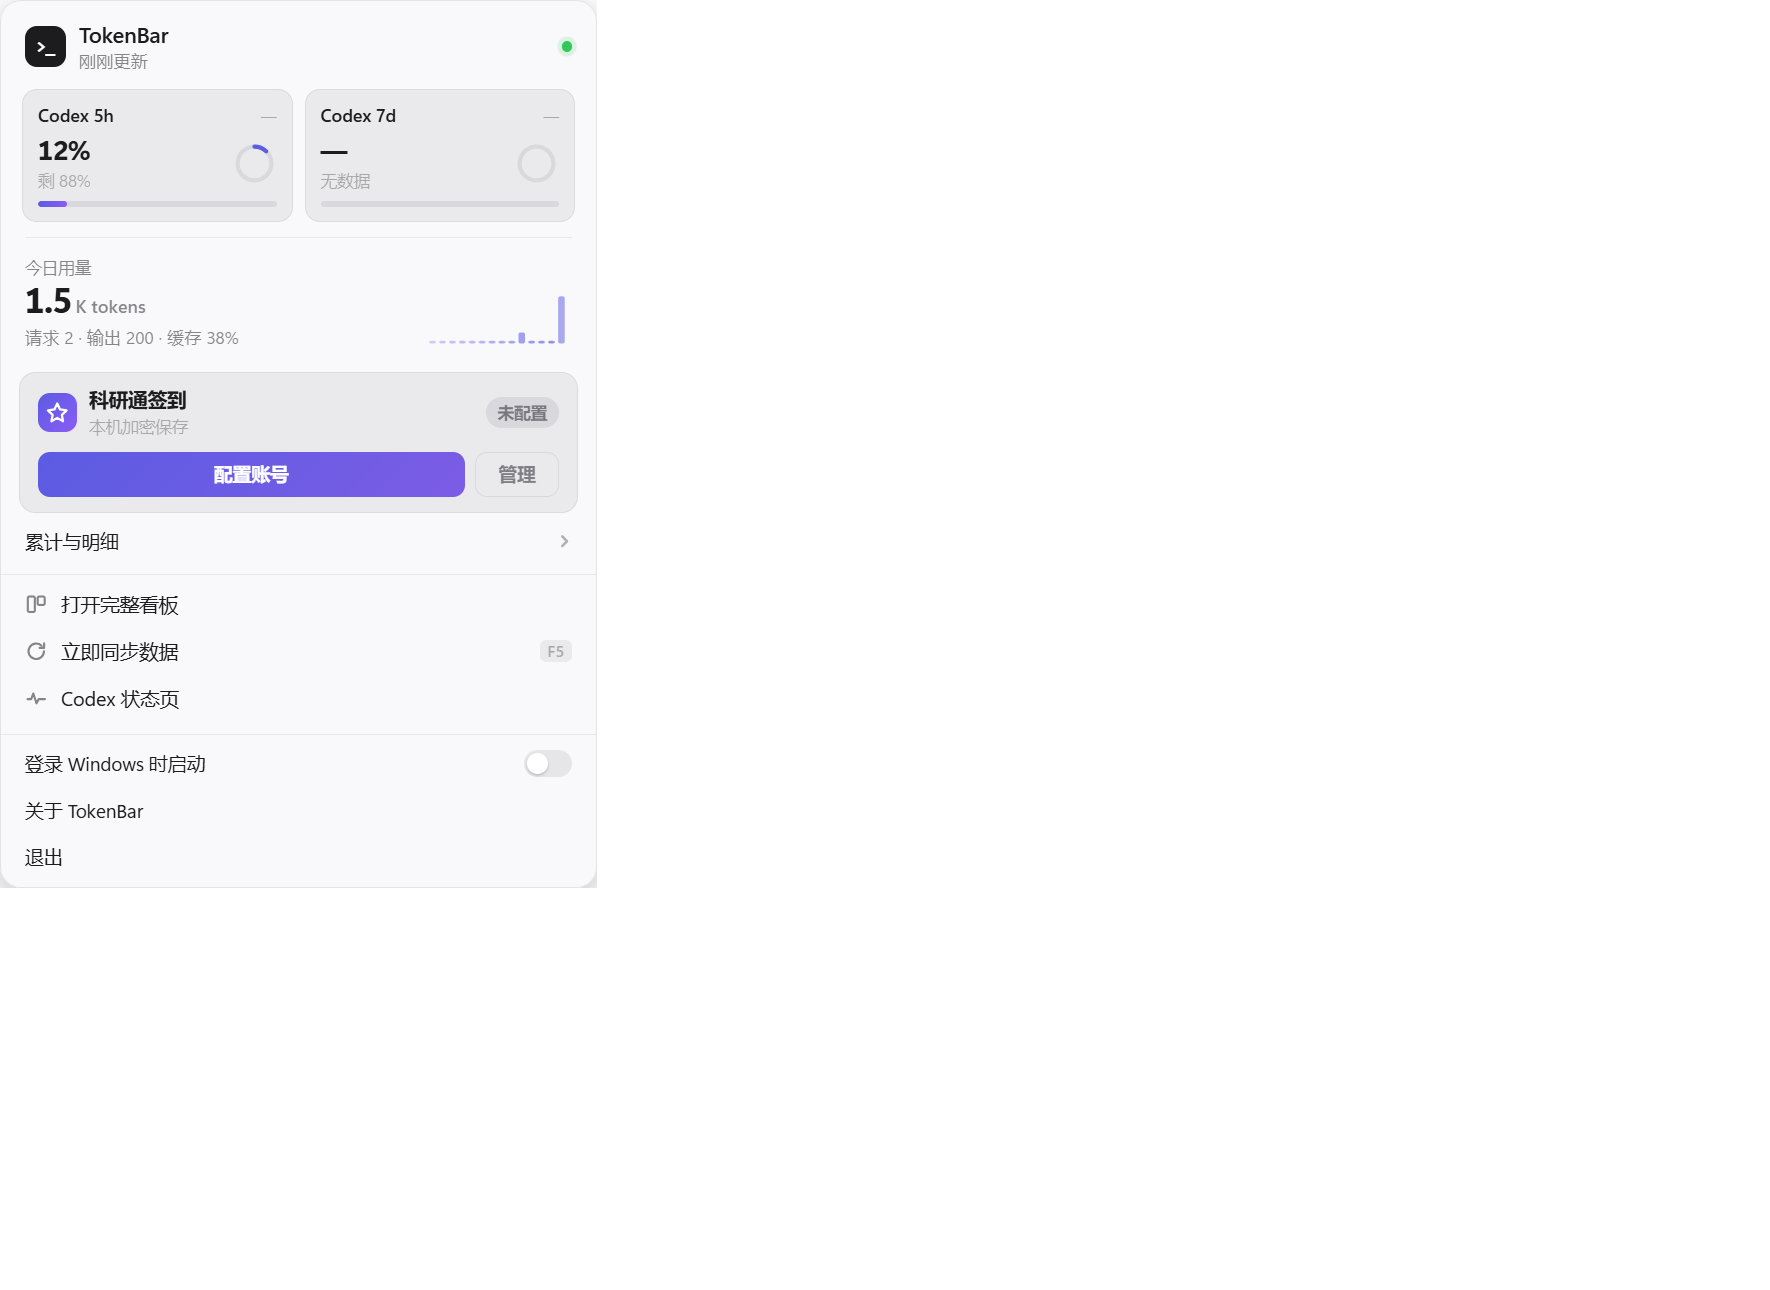 TokenBar
刚刚更新
Codex 5h —
12%
剩 88%
Codex 7d —
—
无数据
今日用量
1.5 K tokens
请求 2 · 输出 200 · 缓存 38%
科研通签到
本机加密保存
未配置
配置账号
管理
累计与明细
打开完整看板
立即同步数据 F5
Codex 状态页
登录 Windows 时启动
关于 TokenBar
退出